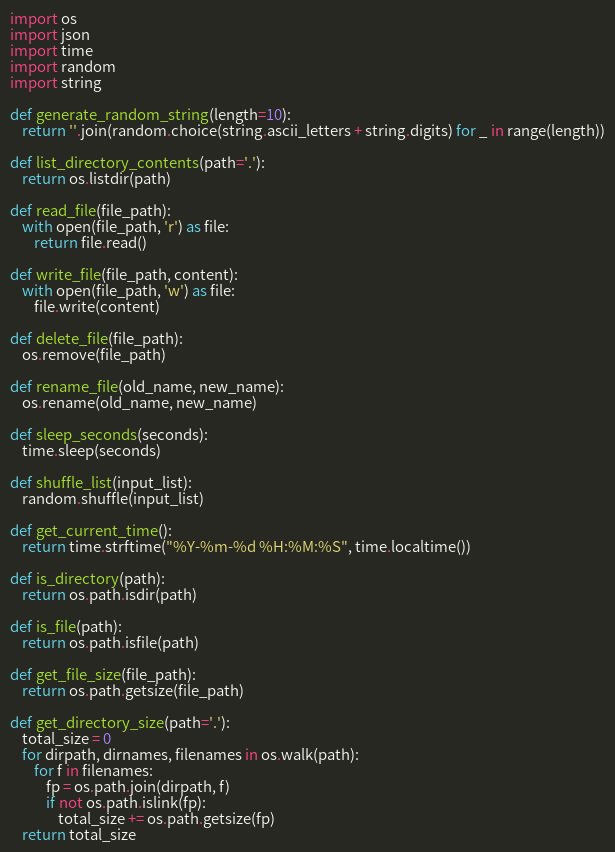 import os
import json
import time
import random
import string

def generate_random_string(length=10):
    return ''.join(random.choice(string.ascii_letters + string.digits) for _ in range(length))

def list_directory_contents(path='.'):
    return os.listdir(path)

def read_file(file_path):
    with open(file_path, 'r') as file:
        return file.read()

def write_file(file_path, content):
    with open(file_path, 'w') as file:
        file.write(content)

def delete_file(file_path):
    os.remove(file_path)

def rename_file(old_name, new_name):
    os.rename(old_name, new_name)

def sleep_seconds(seconds):
    time.sleep(seconds)

def shuffle_list(input_list):
    random.shuffle(input_list)

def get_current_time():
    return time.strftime("%Y-%m-%d %H:%M:%S", time.localtime())

def is_directory(path):
    return os.path.isdir(path)

def is_file(path):
    return os.path.isfile(path)

def get_file_size(file_path):
    return os.path.getsize(file_path)

def get_directory_size(path='.'):
    total_size = 0
    for dirpath, dirnames, filenames in os.walk(path):
        for f in filenames:
            fp = os.path.join(dirpath, f)
            if not os.path.islink(fp):
                total_size += os.path.getsize(fp)
    return total_size